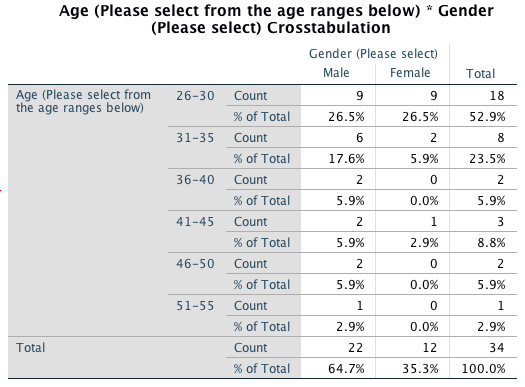 Age (Please select from the age ranges below) * Gender
(Please select) Crosstabulation
Gender (Please select)
Male Female Total
Age (Please select from 26-30 Count 9 9 18
the age ranges below)
% of Total 26.5% 26.5% 52.9%
31-35 Count 6 2 8
% of Total 17.6% 5.9% 23.5%
36-40 Count 2 0 2
% of Total 5.9% 0.0% 5.9%
41-45 Count 2 1 3
% of Total 5.9% 2.9% 8.8%
46-50 Count 2 0 2
% of Total 5.9% 0.0% 5.9%
51-55 Count 1 0 1
% of Total 2.9% 0.0% 2.9%
Total Count 22 12 34
% of Total 64.7% 35.3% 100.0%